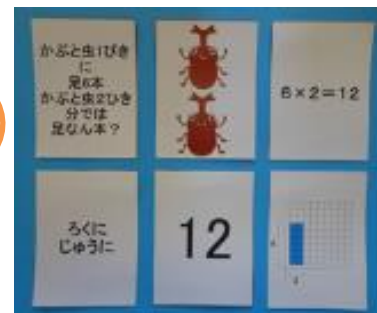 かぶと虫1ぴき
に
足6本
かぶと虫2ひき
分では
足なん本？
6×2=12
ろくに
じゅうに
12